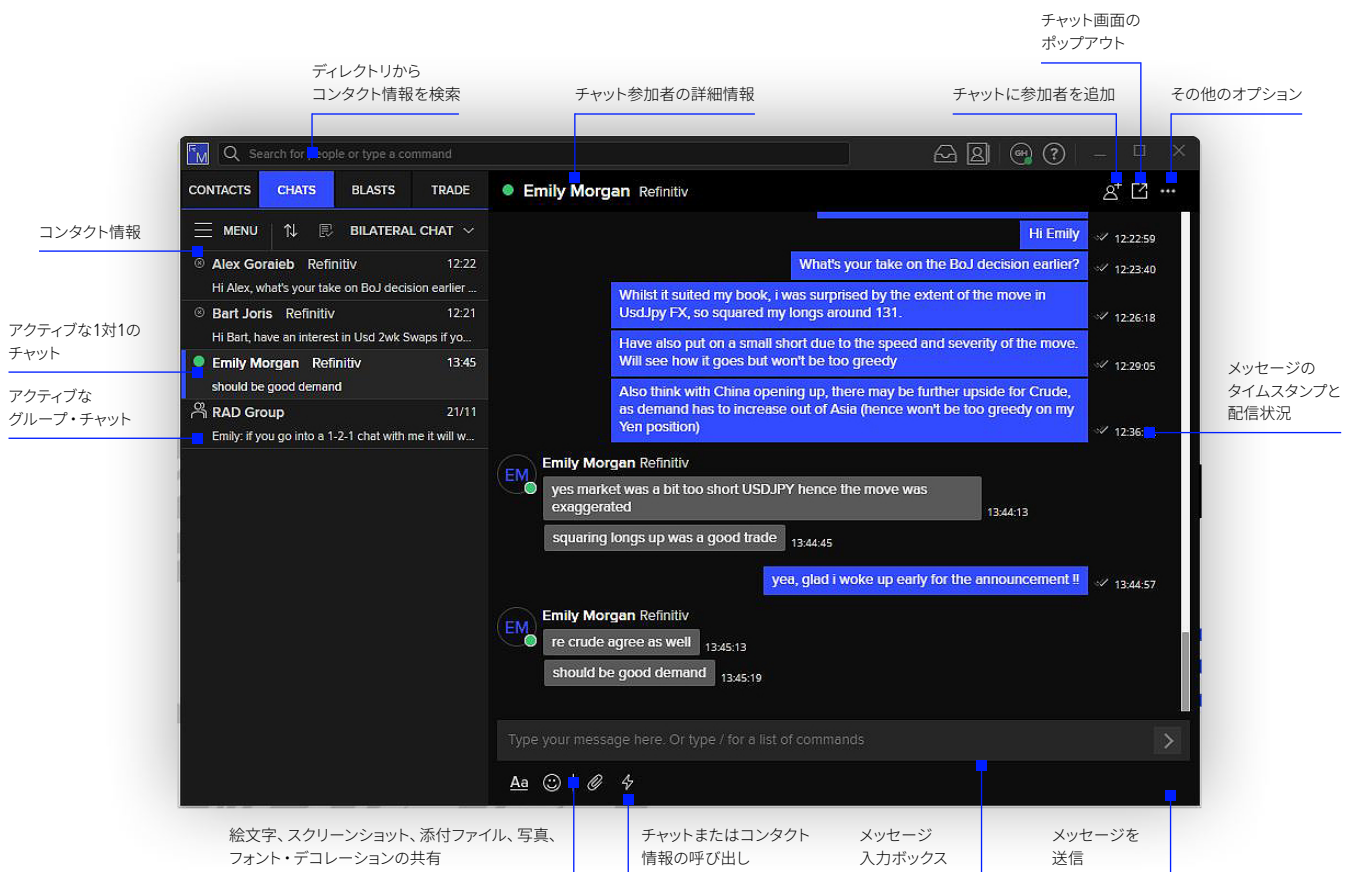 チャット画面の
ポップアウト
ディレクトリから
コンタクト情報を検索
チャット参加者の詳細情報
チャットに参加者を追加
その他のオプション
Search for people or type a command
GH
?
CONTACTS
CHATS
BLASTS
TRADE
Emily Morgan Refinitiv
MENU
BILATERAL CHAT
コンタクト情報
Alex Goraieb Refinitiv 12:22
Hi Alex, what's your take on BoJ decision earlier ...
Bart Joris Refinitiv 12:21
Hi Bart, have an interest in Usd 2wk Swaps if yo...
アクティブな1対1の
チャット
Emily Morgan Refinitiv 13:45
should be good demand
アクティブな
グループ・チャット
RAD Group 21/11
Emily: if you go into a 1-2-1 chat with me it will w...
Hi Emily 12:22:59
What's your take on the BoJ decision earlier? 12:23:40
Whilst it suited my book, i was surprised by the extent of the move in
UsdJpy FX, so squared my longs around 131. 12:26:18
Have also put on a small short due to the speed and severity of the move.
Will see how it goes but won't be too greedy 12:29:05
Also think with China opening up, there may be further upside for Crude,
as demand has to increase out of Asia (hence won't be too greedy on my
Yen position) 12:36:
メッセージの
タイムスタンプと
配信状況
EM
Emily Morgan Refinitiv
yes market was a bit too short USDJPY hence the move was
exaggerated 13:44:13
squaring longs up was a good trade 13:44:45
yea, glad i woke up early for the announcement !! 13:44:57
EM
Emily Morgan Refinitiv
re crude agree as well 13:45:13
should be good demand 13:45:19
Type your message here. Or type / for a list of commands
Aa
絵文字、スクリーンショット、添付ファイル、写真、
フォント・デコレーションの共有
チャットまたはコンタクト
情報の呼び出し
メッセージ
入力ボックス
メッセージを
送信